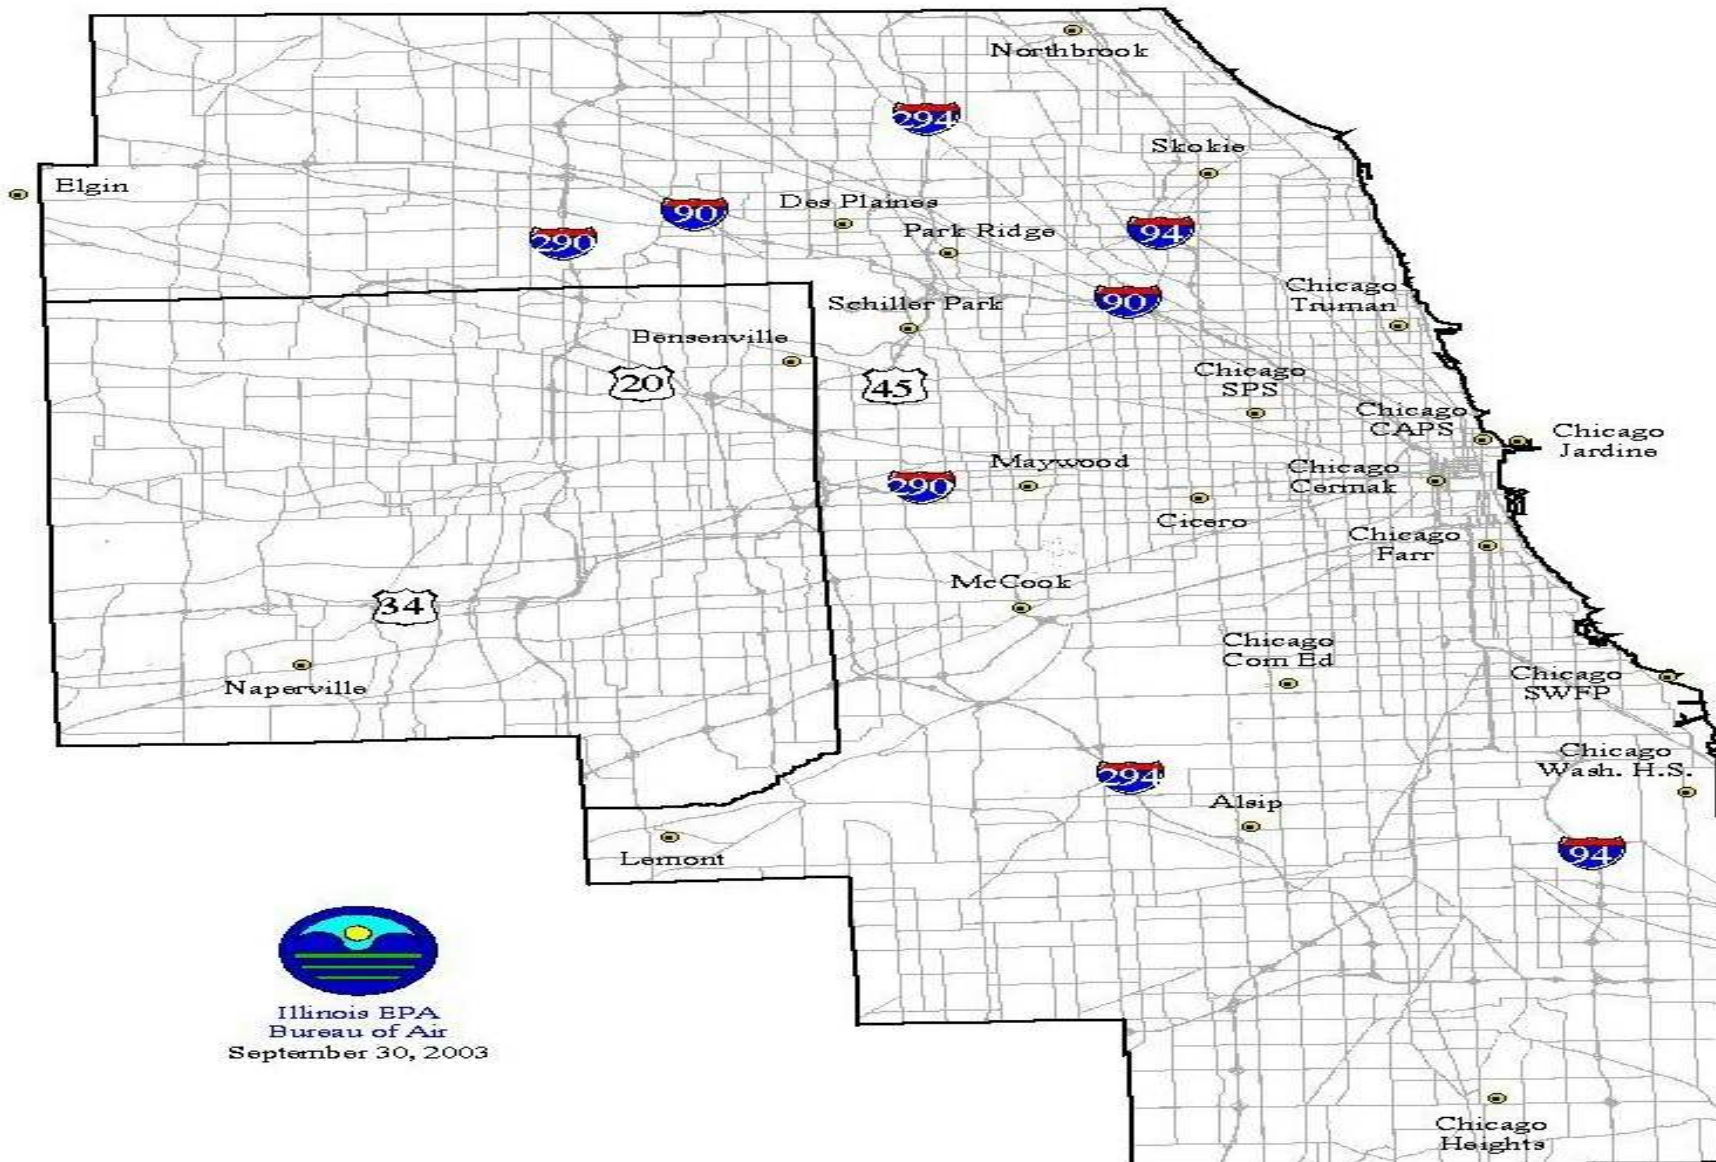 Northbrook
294
Skokie
Elgin
Des Plaines
90
Park Ridge
94
290
Chicago
Truman
90
Schiller Park
Bensenville
Chicago
SPS
20
45
Chicago
CAPS
Chicago
Jardine
Maywood
Chicago
Cermak
290
Cicero
Chicago
Farr
McCook
34
Chicago
Com Ed
Naperville
Chicago
SWFP
Chicago
Wash. H.S.
294
Alsip
94
Lemont
Illinois EPA
Bureau of Air
September 30, 2003
Chicago
Heights